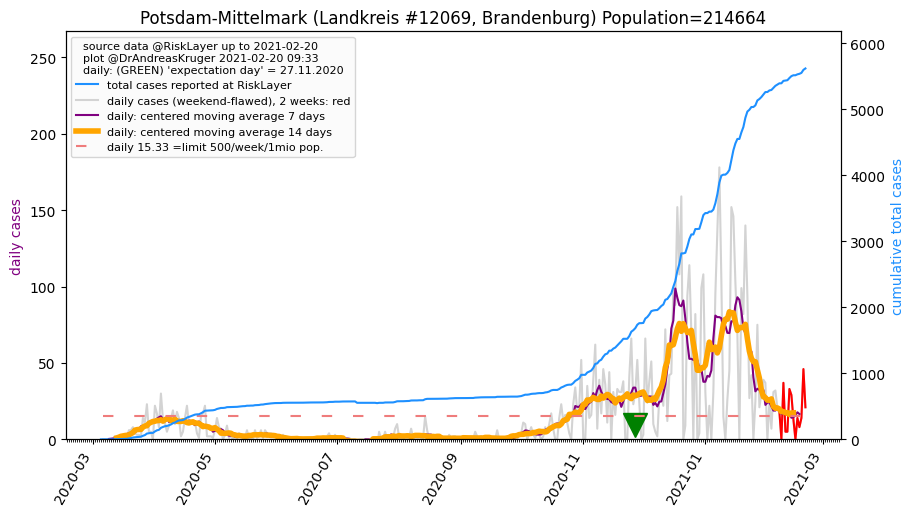 Potsdam-Mittelmark (Landkreis #12069, Brandenburg) Population=214664
source data @RiskLayer up to 2021-02-20
plot @DrAndreasKruger 2021-02-20 09:33
daily: (GREEN) 'expectation day' = 27.11.2020
total cases reported at RiskLayer
daily cases (weekend-flawed), 2 weeks: red
daily: centered moving average 7 days
daily: centered moving average 14 days
daily 15.33 =limit 500/week/1mio pop.
daily cases
250
200
150
100
50
0
6000
5000
4000
3000
2000
1000
0
cumulative total cases
2020-03
2020-05
2020-07
2020-09
2020-11
2021-01
2021-03